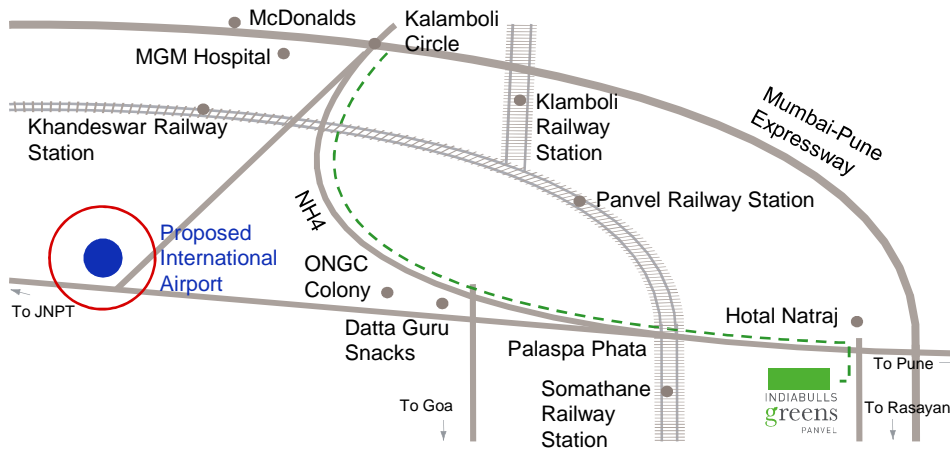 McDonalds
Kalamboli
Circle
MGM Hospital
Klamboli
Railway
Station
Mumbai-Pune
Expressway
Khandeswar Railway
Station
Panvel Railway Station
NH4
Proposed
International
Airport
ONGC
Colony
To JNPT
Datta Guru
Snacks
Hotal Natraj
Palaspa Phata
To Pune
Somathane
Railway
Station
To Goa
INDIABULLS
greens
PANVEL
To Rasayani